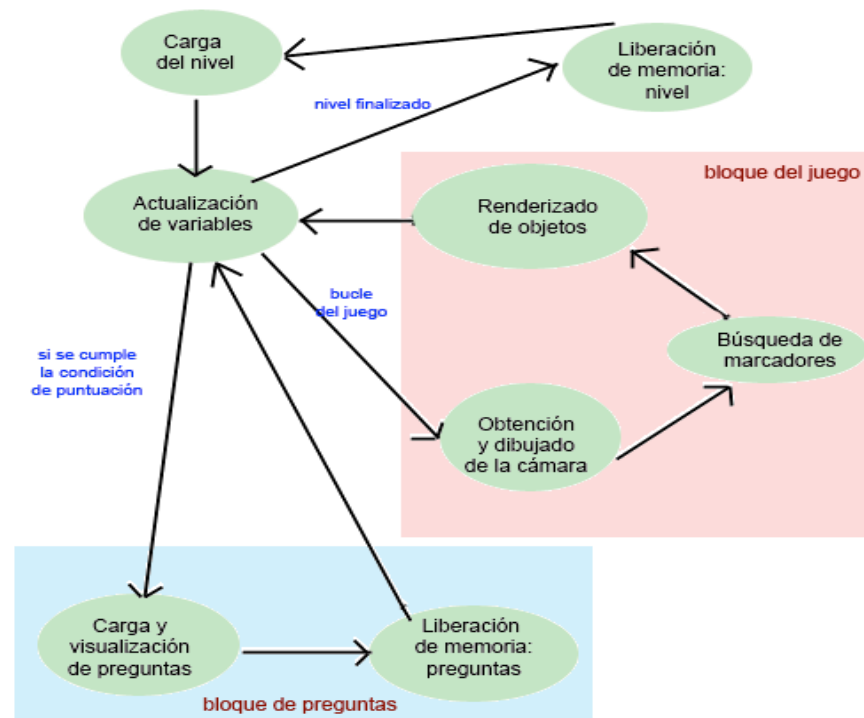 Carga
del nivel
Liberación
de memoria:
nivel
nivel finalizado
bloque del juego
Actualización
de variables
Renderizado
de objetos
bucle
del juego
Búsqueda de
marcadores
si se cumple
la condición
de puntuación
Obtención
y dibujado
de la cámara
Carga y
visualización
de preguntas
Liberación
de memoria:
preguntas
bloque de preguntas